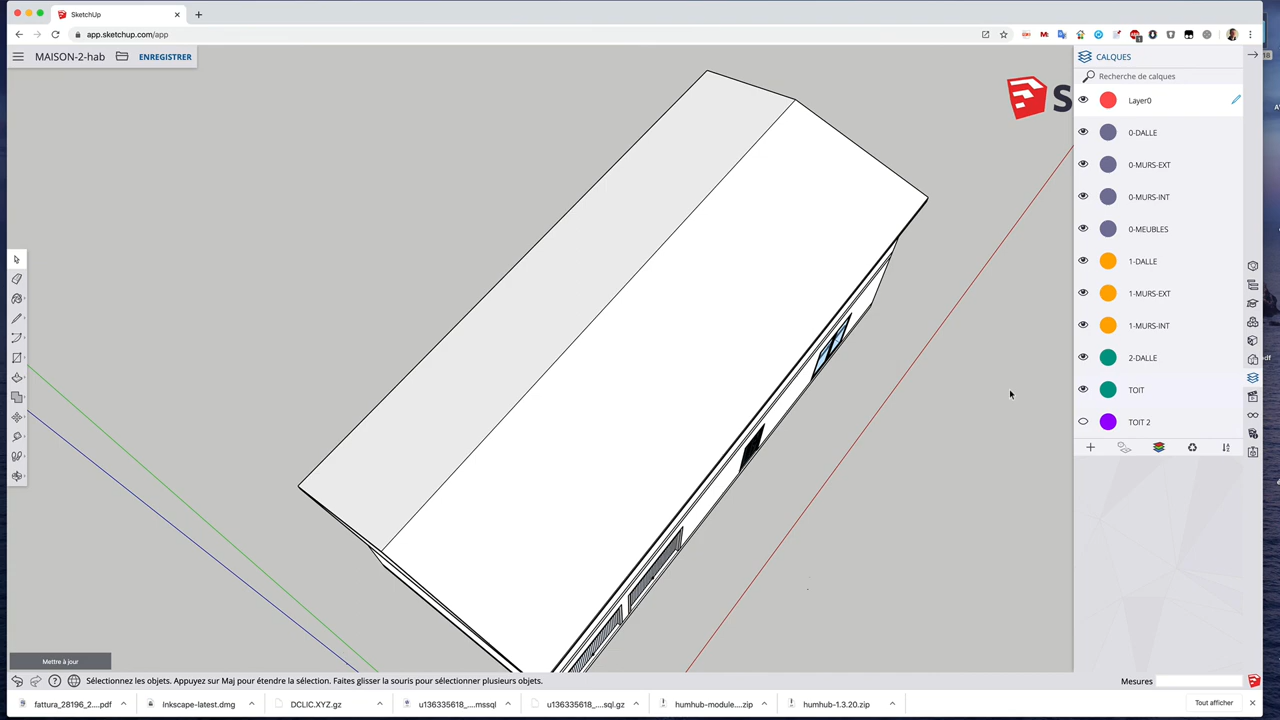 SketchUp
app.sketchup.com/app
MAISON-2-hab
ENREGISTRER
S
CALQUES
Recherche de calques
Layer0
0-DALLE
0-MURS-EXT
0-MURS-INT
0-MEUBLES
1-DALLE
1-MURS-EXT
1-MURS-INT
2-DALLE
TOIT
TOIT 2
Mettre à jour
Sélectionnez les objets. Appuyez sur Maj pour étendre la sélection. Faites glisser la souris pour sélectionner plusieurs objets.
Mesures
fattura_28196_2....pdf
inkscape-latest.dmg
DCLIC.XYZ.gz
u136335618_....mssql
u136335618_....sql.gz
humhub-module....zip
humhub-1.3.20.zip
Tout afficher